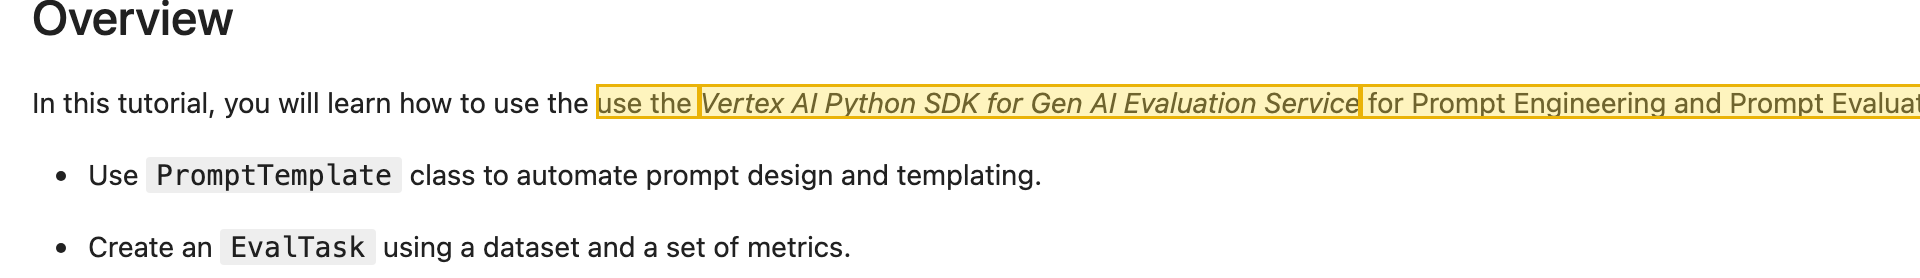 Overview
In this tutorial, you will learn how to use the use the Vertex AI Python SDK for Gen AI Evaluation Service for Prompt Engineering and Prompt
Use PromptTemplate class to automate prompt design and templating.
Create an EvalTask using a dataset and a set of metrics.